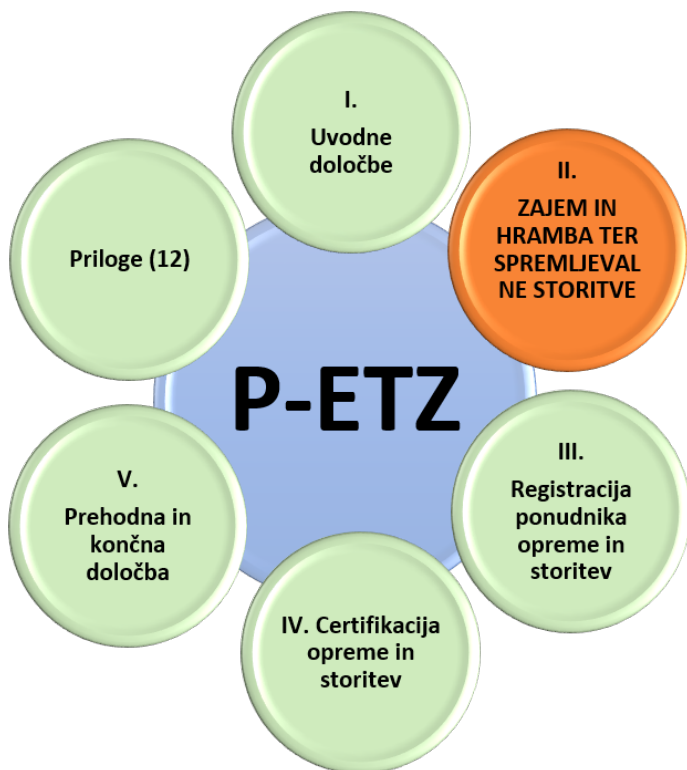 I.
Uvodne
določbe
II.
ZAJEM IN
HRAMBA TER
SPREMLJEVAL
NE STORITVE
Priloge (12)
P-ETZ
III.
Registracija
ponudnika
opreme in
storitev
V.
Prehodna in
končna
določba
IV. Certifikacija
opreme in
storitev